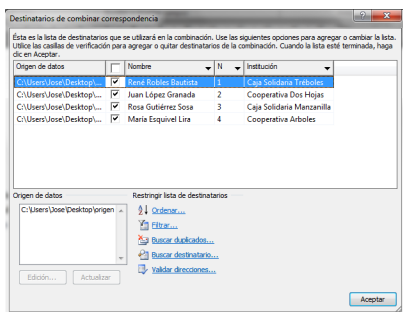 Destinatarios de combinar correspondencia
Ésta es la lista de destinatarios que se utilizará en la combinación. Use las siguientes opciones para agregar o cambiar la lista.
Utilice las casillas de verificación para agregar o quitar destinatarios de la combinación. Cuando la lista esté terminada, haga
clic en Aceptar.
Origen de datos Nombre N Institución
C:\Users\Jose\Desktop\... René Robles Bautista 1 Caja Solidaria Tréboles
C:\Users\Jose\Desktop\... Juan López Granada 2 Cooperativa Dos Hojas
C:\Users\Jose\Desktop\... Rosa Gutiérrez Sosa 3 Caja Solidaria Manzanilla
C:\Users\Jose\Desktop\... María Esquivel Lira 4 Cooperativa Arboles
Origen de datos Restringir lista de destinatarios
C:\Users\Jose\Desktop\origen
Ordenar...
Filtrar...
Buscar duplicados...
Buscar destinatario...
Validar direcciones...
Edición... Actualizar
Aceptar